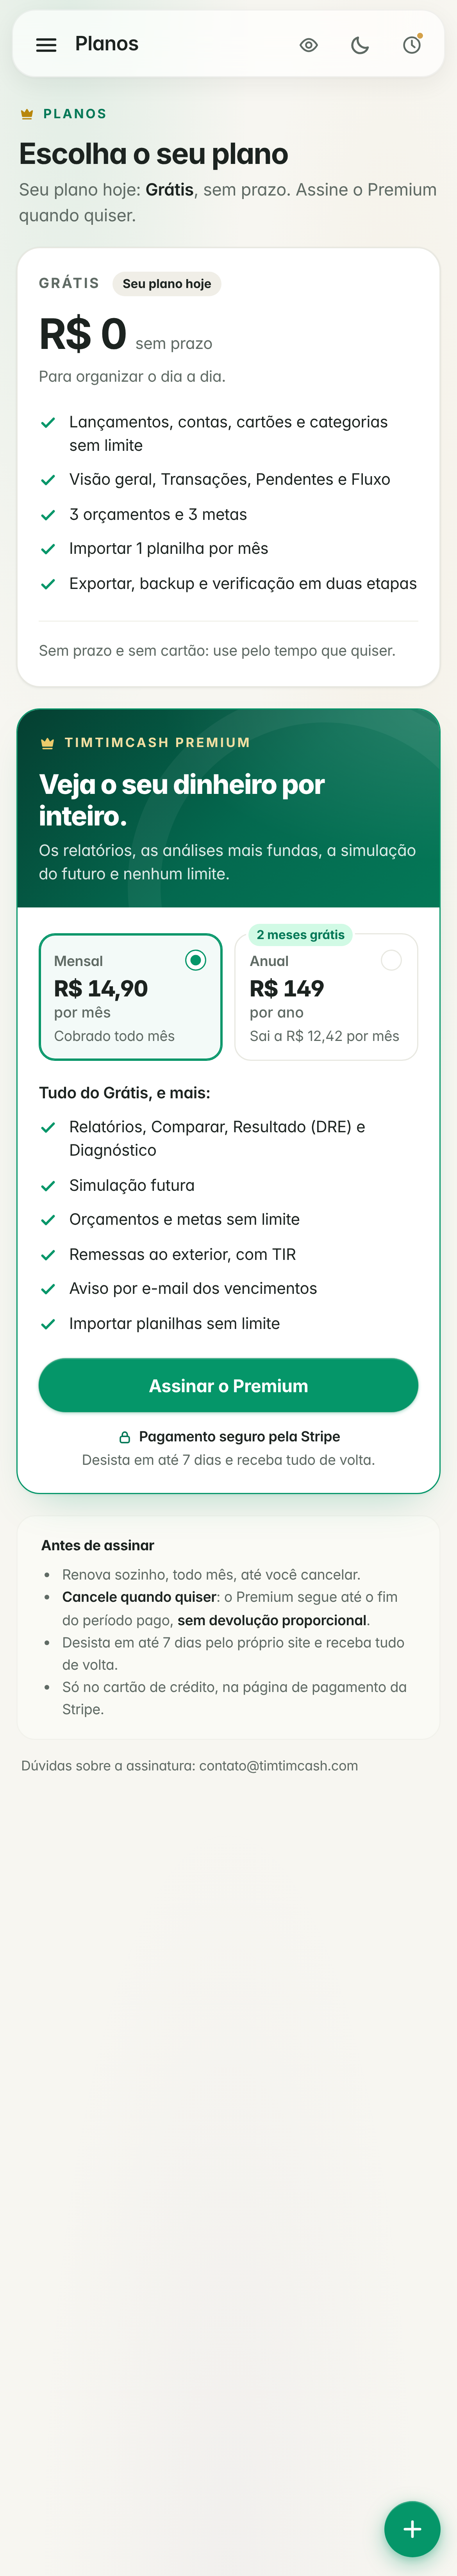 Planos
PLANOS
Escolha o seu plano
Seu plano hoje: Grátis, sem prazo. Assine o Premium
quando quiser.
GRÁTIS Seu plano hoje
R$ 0 sem prazo
Para organizar o dia a dia.
Lançamentos, contas, cartões e categorias
sem limite
Visão geral, Transações, Pendentes e Fluxo
3 orçamentos e 3 metas
Importar 1 planilha por mês
Exportar, backup e verificação em duas etapas
Sem prazo e sem cartão: use pelo tempo que quiser.
TIMTIMCASH PREMIUM
Veja o seu dinheiro por
inteiro.
Os relatórios, as análises mais fundas, a simulação
do futuro e nenhum limite.
Mensal
R$ 14,90
por mês
Cobrado todo mês
2 meses grátis
Anual
R$ 149
por ano
Sai a R$ 12,42 por mês
Tudo do Grátis, e mais:
Relatórios, Comparar, Resultado (DRE) e
Diagnóstico
Simulação futura
Orçamentos e metas sem limite
Remessas ao exterior, com TIR
Aviso por e-mail dos vencimentos
Importar planilhas sem limite
Assinar o Premium
Pagamento seguro pela Stripe
Desista em até 7 dias e receba tudo de volta.
Antes de assinar
• Renova sozinho, todo mês, até você cancelar.
• Cancele quando quiser: o Premium segue até o fim
do período pago, sem devolução proporcional.
• Desista em até 7 dias pelo próprio site e receba tudo
de volta.
• Só no cartão de crédito, na página de pagamento da
Stripe.
Dúvidas sobre a assinatura: contato@timtimcash.com